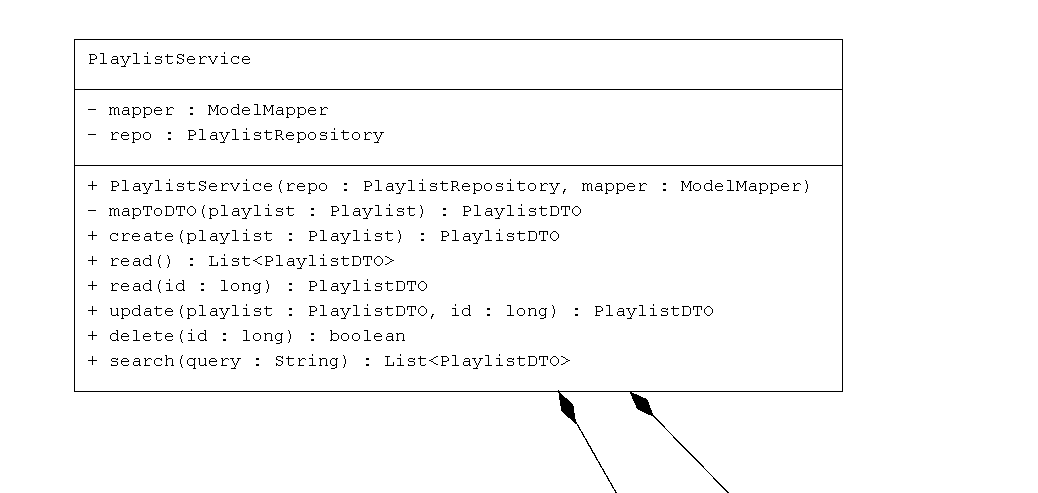 PlaylistService
- mapper : ModelMapper
- repo : PlaylistRepository
+ PlaylistService(repo : PlaylistRepository, mapper : ModelMapper)
- mapToDTO(playlist : Playlist) : PlaylistDTO
+ create(playlist : Playlist) : PlaylistDTO
+ read() : List<PlaylistDTO>
+ read(id : long) : PlaylistDTO
+ update(playlist : PlaylistDTO, id : long) : PlaylistDTO
+ delete(id : long) : boolean
+ search(query : String) : List<PlaylistDTO>